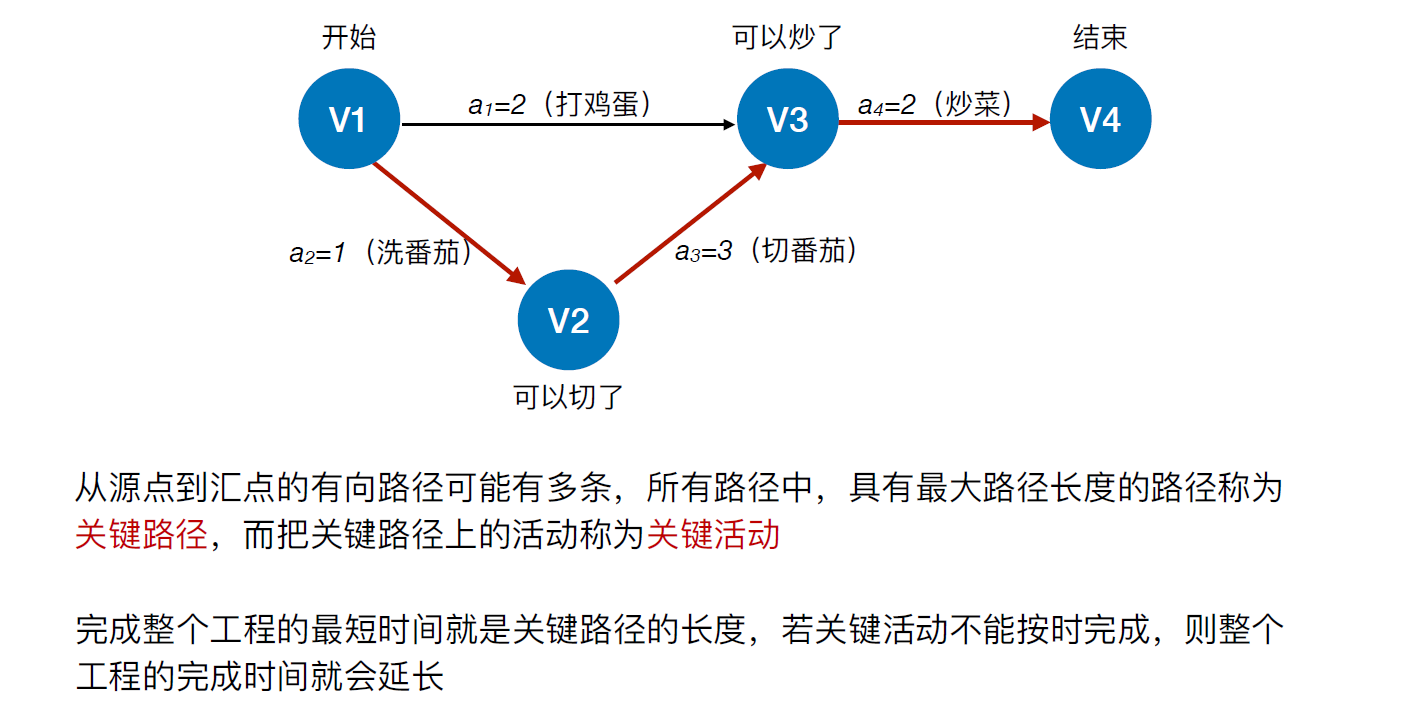 开始
可以炒了
结束
V1
a₁=2（打鸡蛋）
V3
a₄=2（炒菜）
V4
a₂=1（洗番茄）
a₃=3（切番茄）
V2
可以切了
从源点到汇点的有向路径可能有多条，所有路径中，具有最大路径长度的路径称为
关键路径，而把关键路径上的活动称为关键活动
完成整个工程的最短时间就是关键路径的长度，若关键活动不能按时完成，则整个
工程的完成时间就会延长